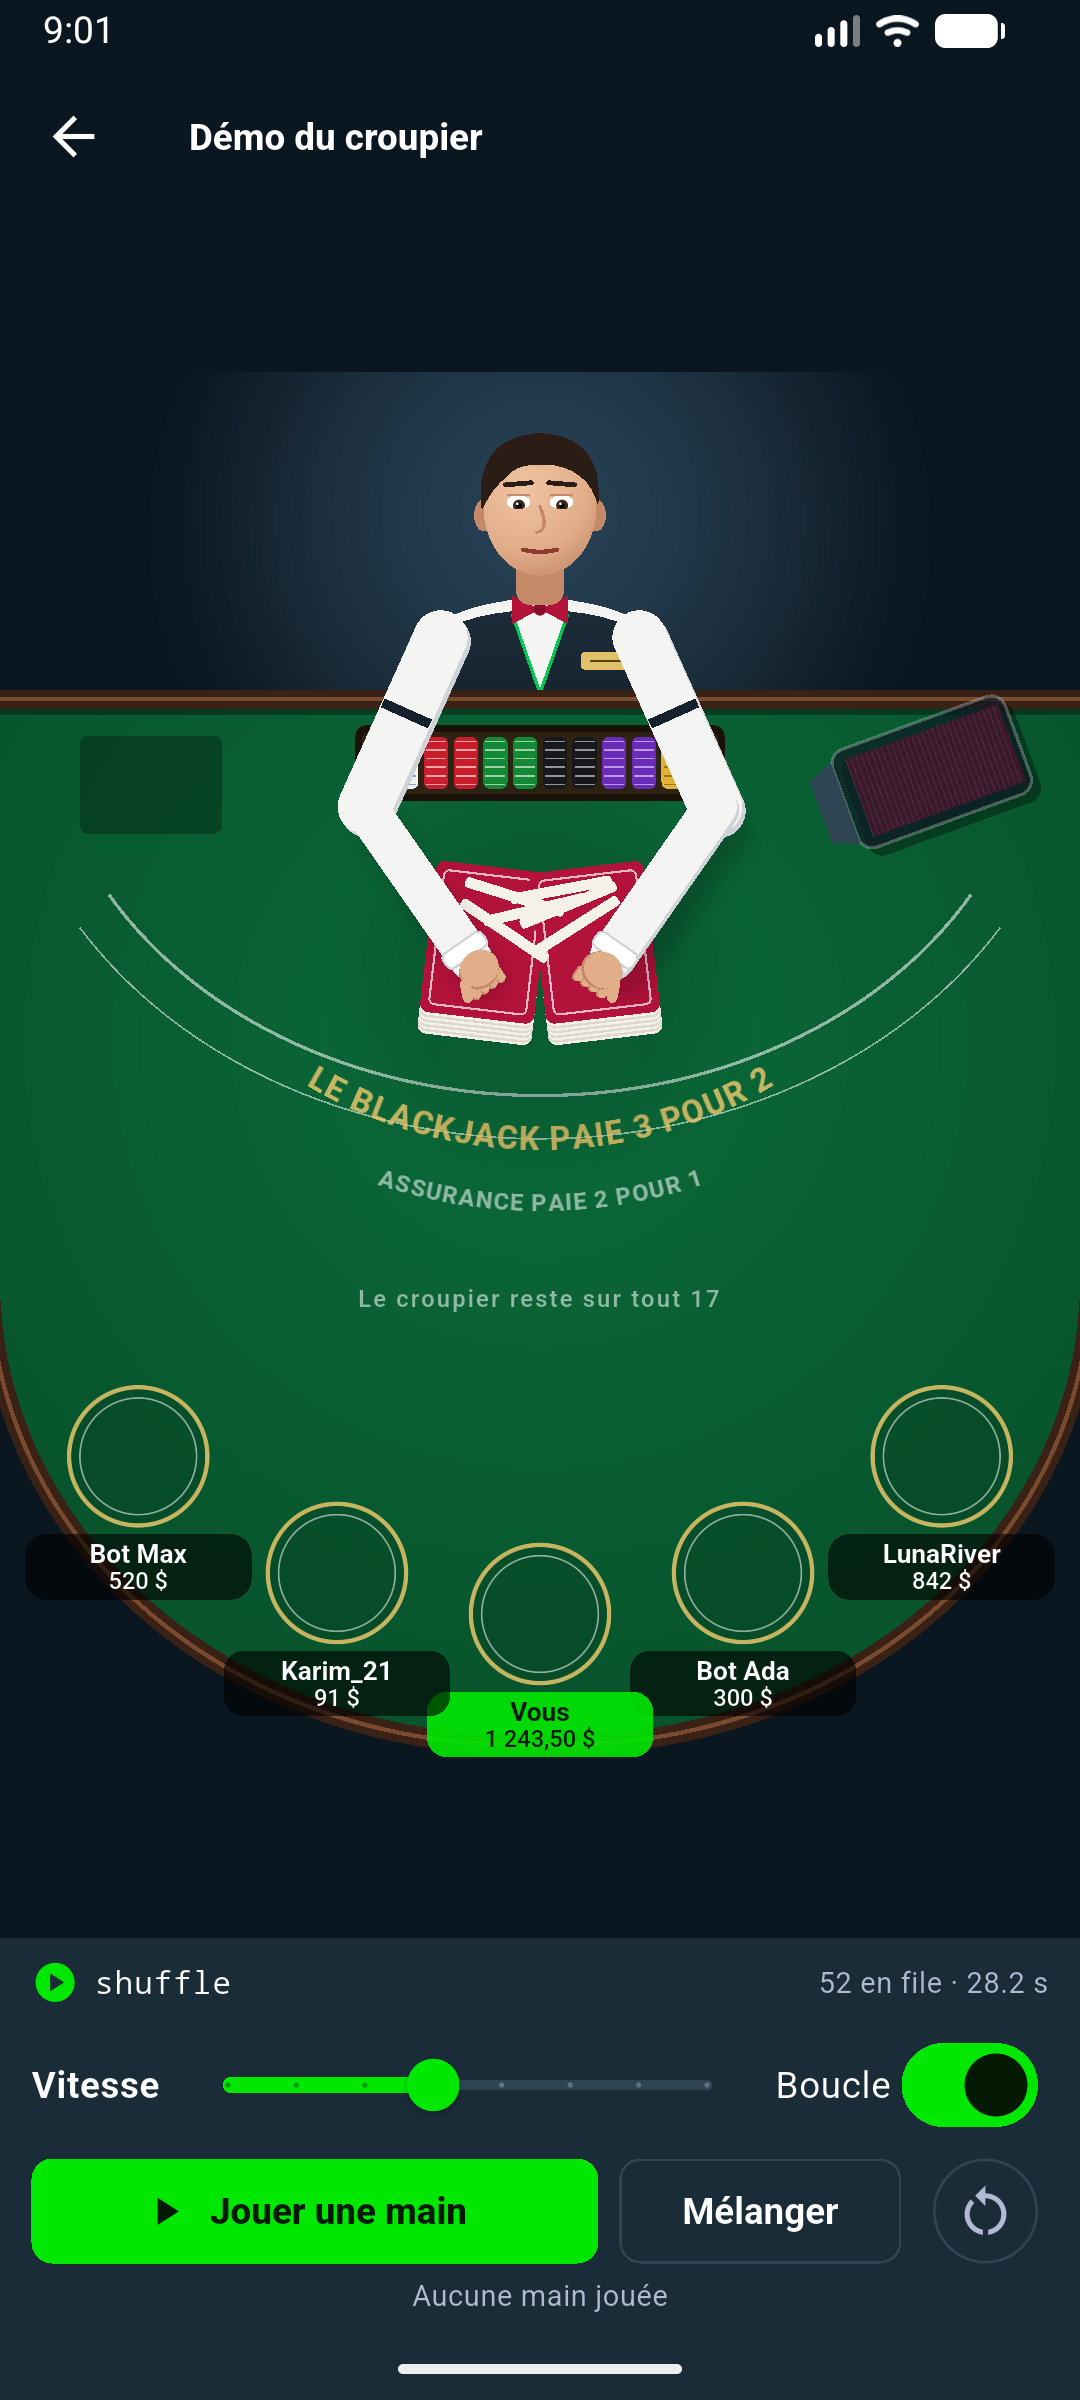 9:01
Démo du croupier
LE BLACKJACK PAIE 3 POUR 2
ASSURANCE PAIE 2 POUR 1
Le croupier reste sur tout 17
Bot Max
520 $
LunaRiver
842 $
Karim_21
91 $
Bot Ada
300 $
Vous
1 243,50 $
shuffle
52 en file · 28.2 s
Vitesse
Boucle
Jouer une main
Mélanger
Aucune main jouée